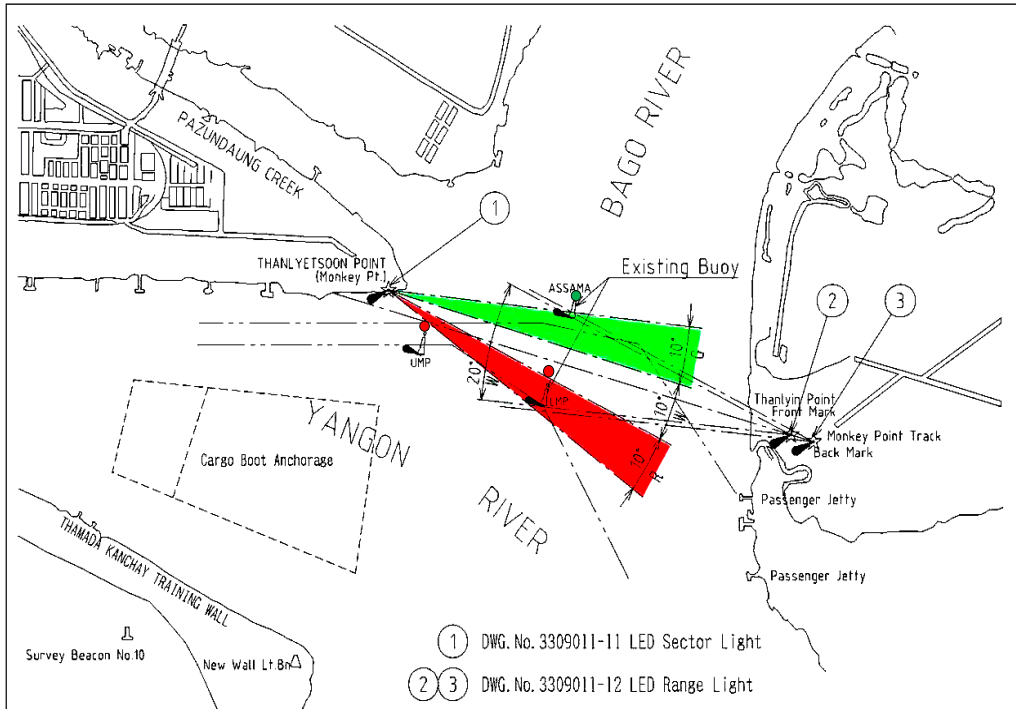 BAGO RIVER
PAZUNDAUNG CREEK
1
THANLYETSOON POINT
(Monkey Pt.)
Existing Buoy
ASSAMA
2
3
UMP
LMP
20°
W
10°
G
10°
W
10°
R
Thanlyin Point
Front Mark
Monkey Point Track
Back Mark
YANGON
RIVER
Cargo Boot Anchorage
Passenger Jetty
Passenger Jetty
THAMADA KANCHAY TRAINING WALL
Survey Beacon No.10
New Wall Lt.Bn
1 DWG. No. 3309011-11 LED Sector Light
2 3 DWG. No. 3309011-12 LED Range Light